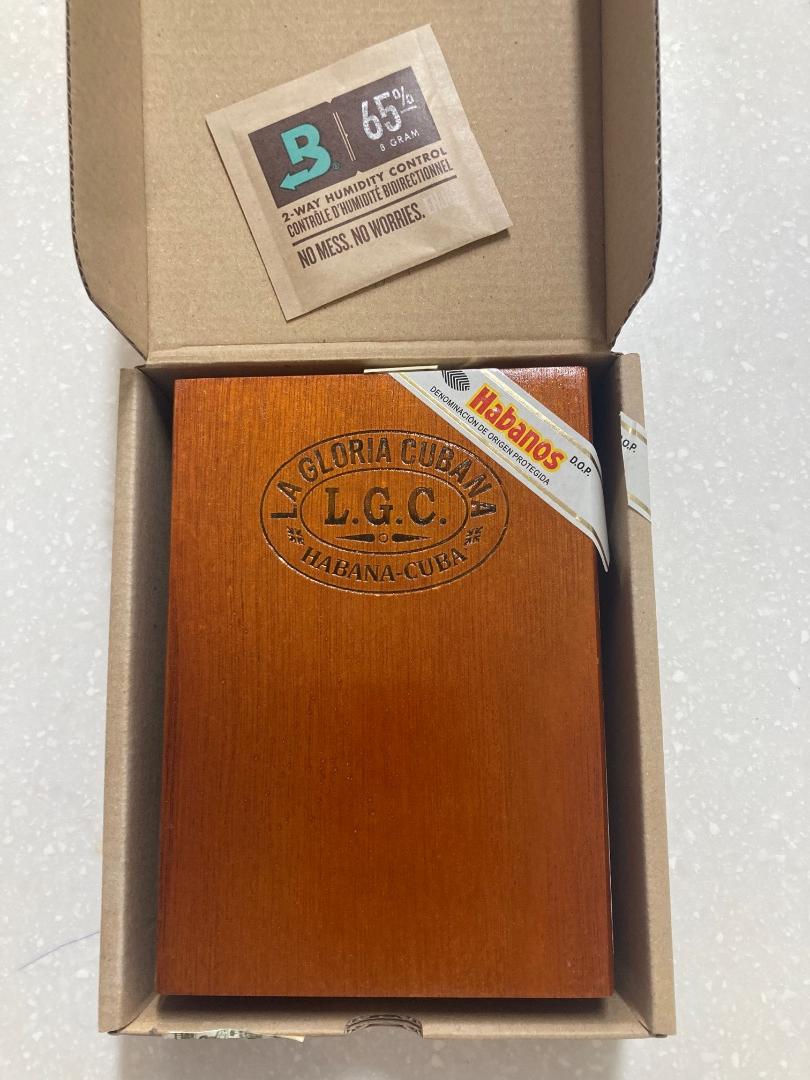 B
65%
8 GRAM
2-WAY HUMIDITY CONTROL
CONTRÔLE D'HUMIDITÉ BIDIRECTIONNEL
NO MESS. NO WORRIES.
Habanos
D.O.P.
DENOMINACIÓN DE ORIGEN PROTEGIDA
.O.P.
LA GLORIA CUBANA
L.G.C.
HABANA-CUBA